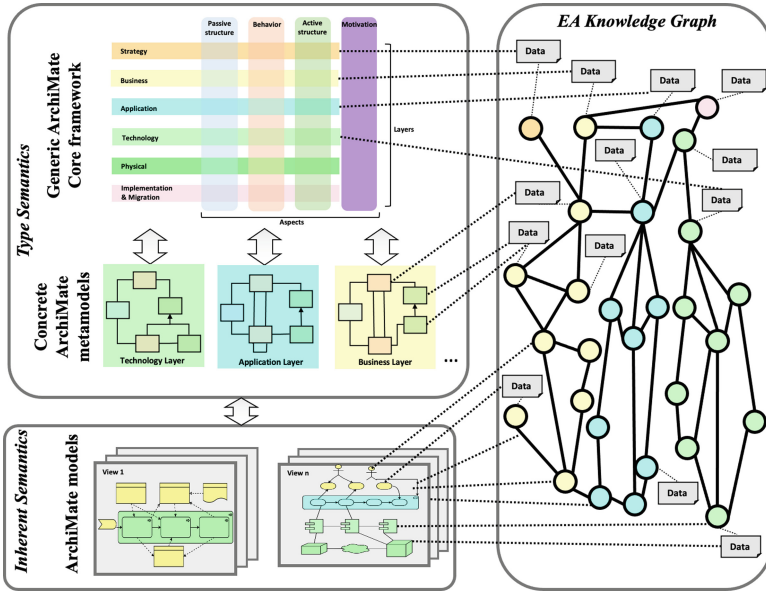 Type Semantics
Generic ArchiMate
Core framework
Passive
structure
Behavior
Active
structure
Motivation
Strategy
Business
Application
Technology
Physical
Implementation
& Migration
Layers
Aspects
Concrete
ArchiMate
metamodels
Technology Layer
Application Layer
Business Layer
...
Inherent Semantics
ArchiMate models
View 1
View n
EA Knowledge Graph
Data
Data
Data
Data
Data
Data
Data
Data
Data
Data
Data
Data
Data
Data